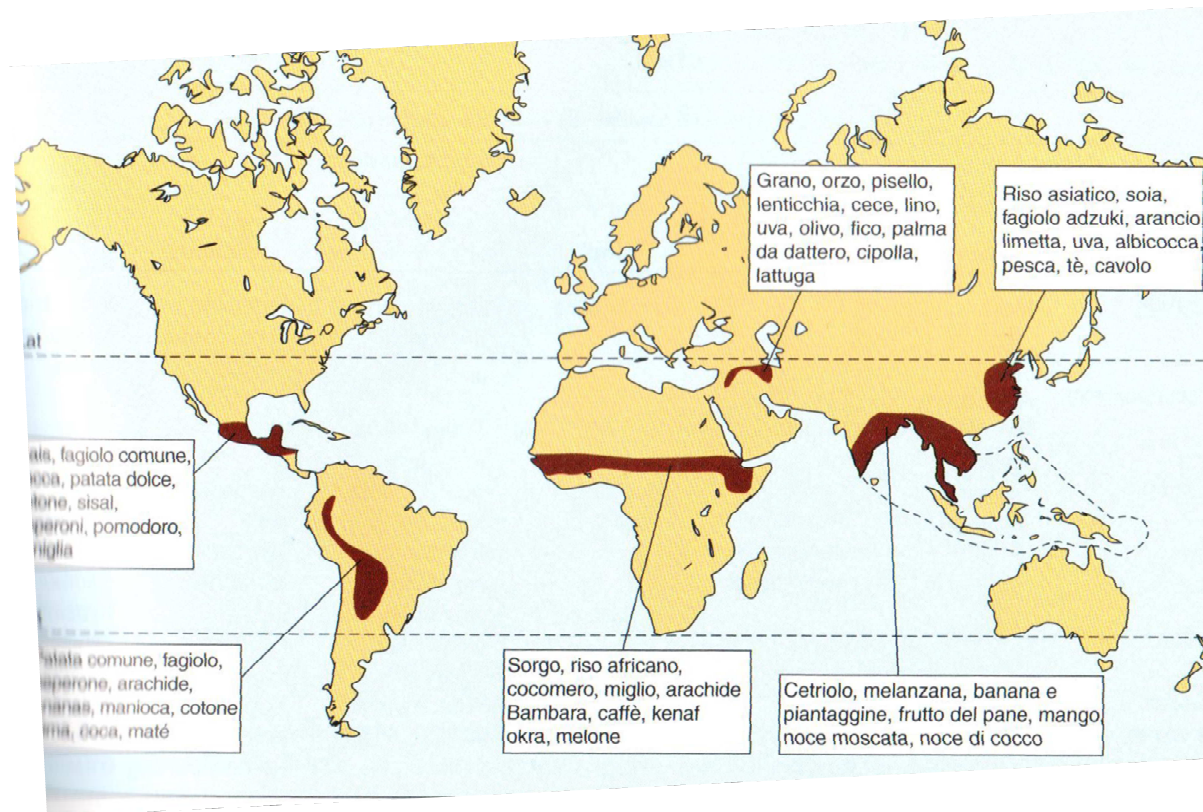 Grano, orzo, pisello,
lenticchia, cece, lino,
uva, olivo, fico, palma
da dattero, cipolla,
lattuga
Riso asiatico, soia,
fagiolo adzuki, arancio,
limetta, uva, albicocca,
pesca, tè, cavolo
fagiolo comune,
patata dolce,
sisal,
pomodoro,
comune, fagiolo,
arachide,
manioca, cotone
coca, maté
Sorgo, riso africano,
cocomero, miglio, arachide
Bambara, caffè, kenaf
okra, melone
Cetriolo, melanzana, banana e
piantaggine, frutto del pane, mango,
noce moscata, noce di cocco